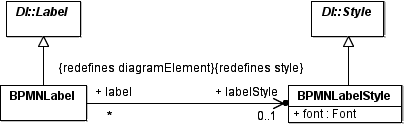 DI::Label
DI::Style
{redefines diagramElement}{redefines style}
BPMNLabel
+ label
+ labelStyle
*
0..1
BPMNLabelStyle
+ font : Font